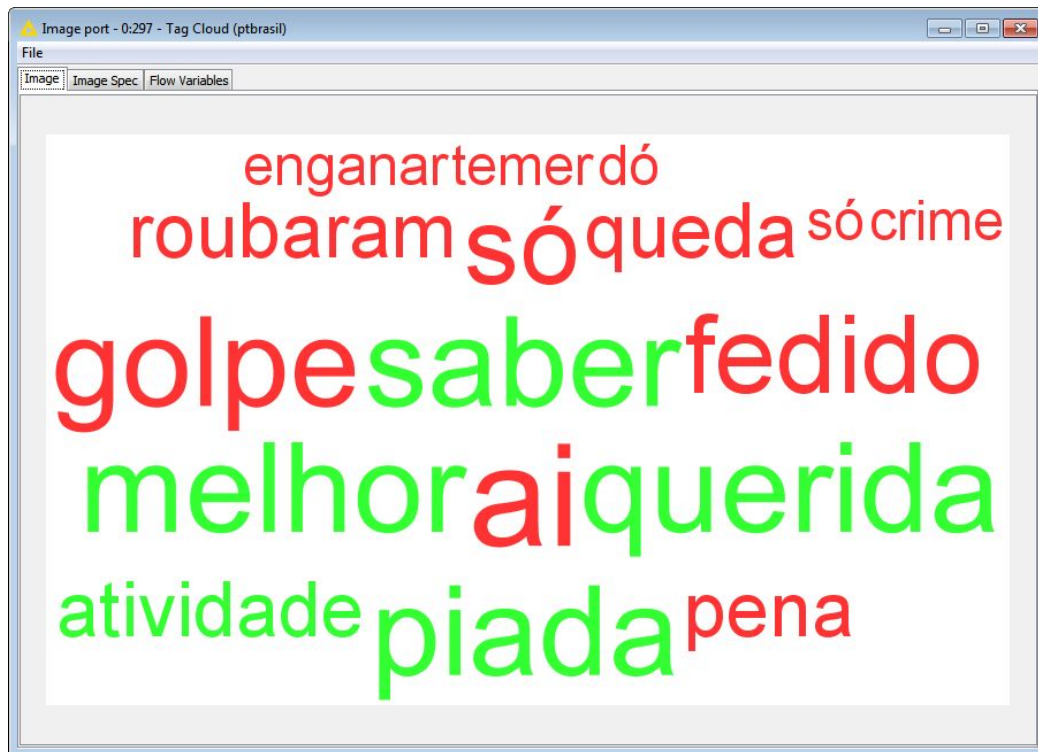 Image port - 0:297 - Tag Cloud (ptbrasil)
File
Image Image Spec Flow Variables
enganar temer dó
roubaram só queda só crime
golpe saber fedido
melhor ai querida
atividade piada pena